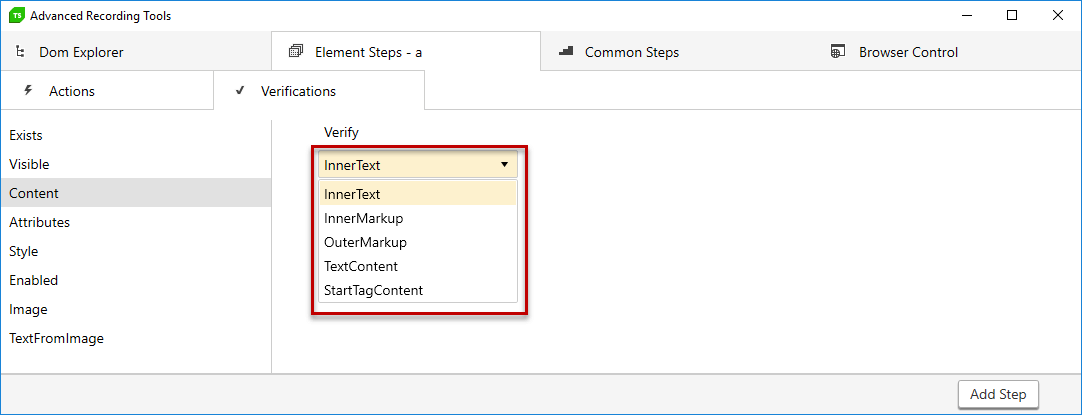 TS Advanced Recording Tools
Dom Explorer
Element Steps - a
Common Steps
Browser Control
Actions
Verifications
Exists
Visible
Content
Attributes
Style
Enabled
Image
TextFromImage
Verify
InnerText
InnerText
InnerMarkup
OuterMarkup
TextContent
StartTagContent
Add Step